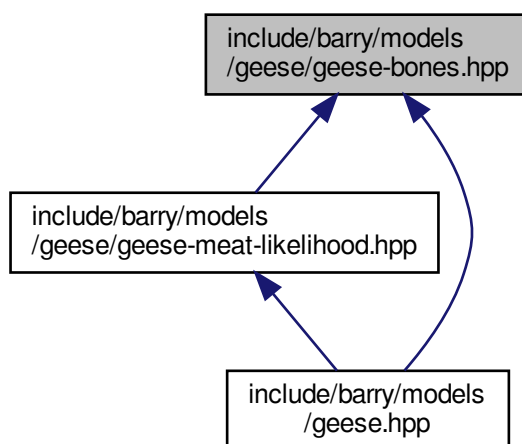 include/barry/models
/geese/geese-bones.hpp
include/barry/models
/geese/geese-meat-likelihood.hpp
include/barry/models
/geese.hpp